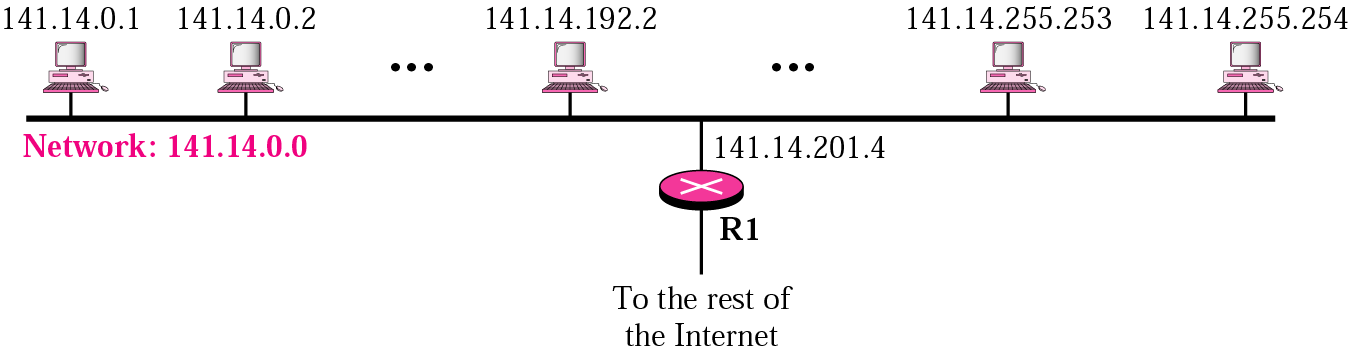 141.14.0.1
141.14.0.2
141.14.192.2
141.14.255.253
141.14.255.254
Network: 141.14.0.0
141.14.201.4
R1
To the rest of
the Internet